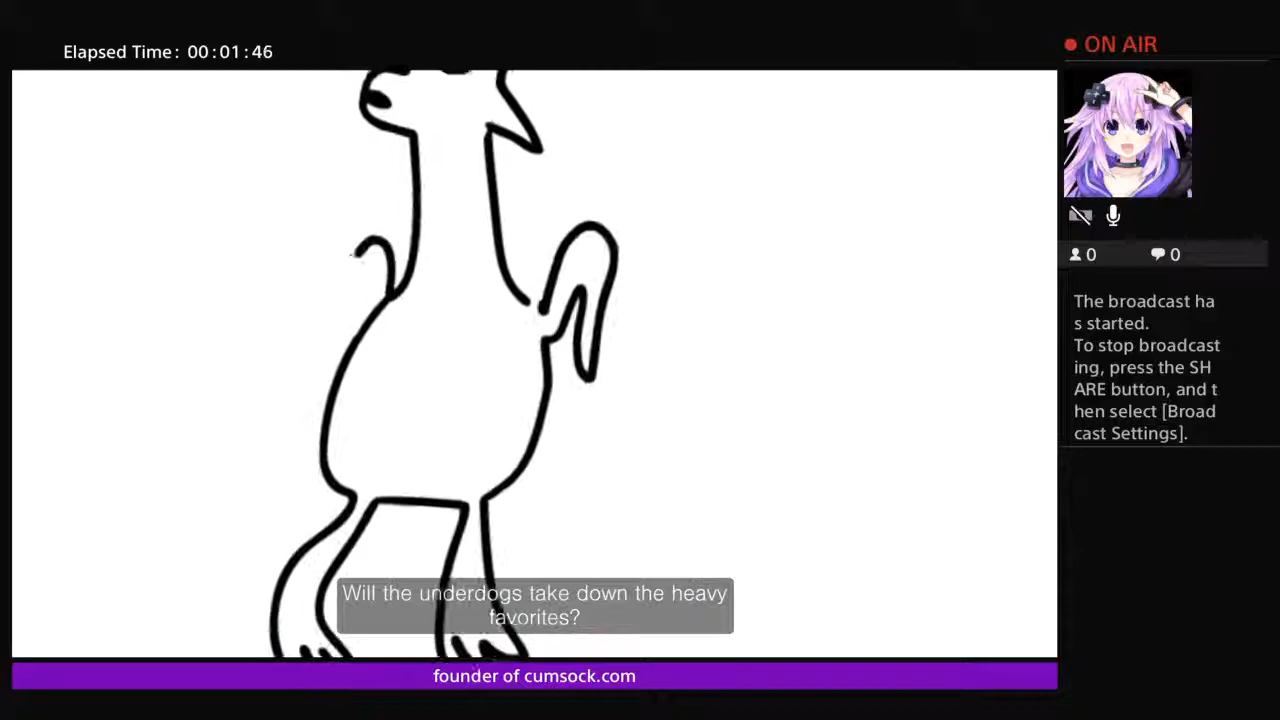 Elapsed Time: 00:01:46
ON AIR
0 0
The broadcast ha
s started.
To stop broadcast
ing, press the SH
ARE button, and t
hen select [Broad
cast Settings].
Will the underdogs take down the heavy
favorites?
founder of cumsock.com